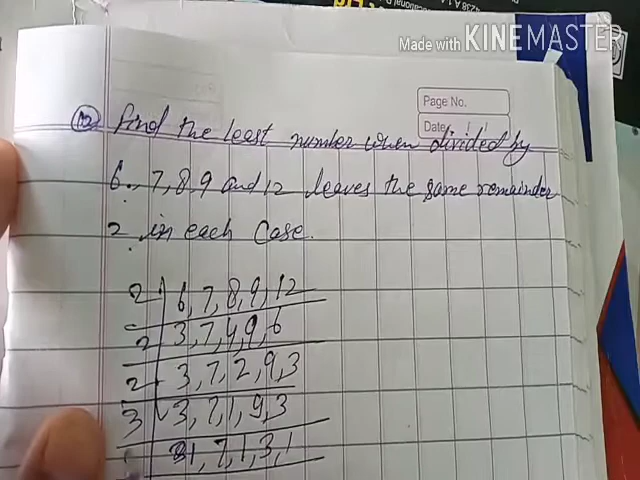 Made with KINEMASTER
Page No.
Date
12 find the leest number when divided by
6, 7, 8, 9 and 12 leaves the same remainder
2 in each case.
2 6, 7, 8, 9, 12
2 3, 7, 4, 9, 6
2 3, 7, 2, 9, 3
3 3, 7, 1, 9, 3
1, 7, 1, 3, 1